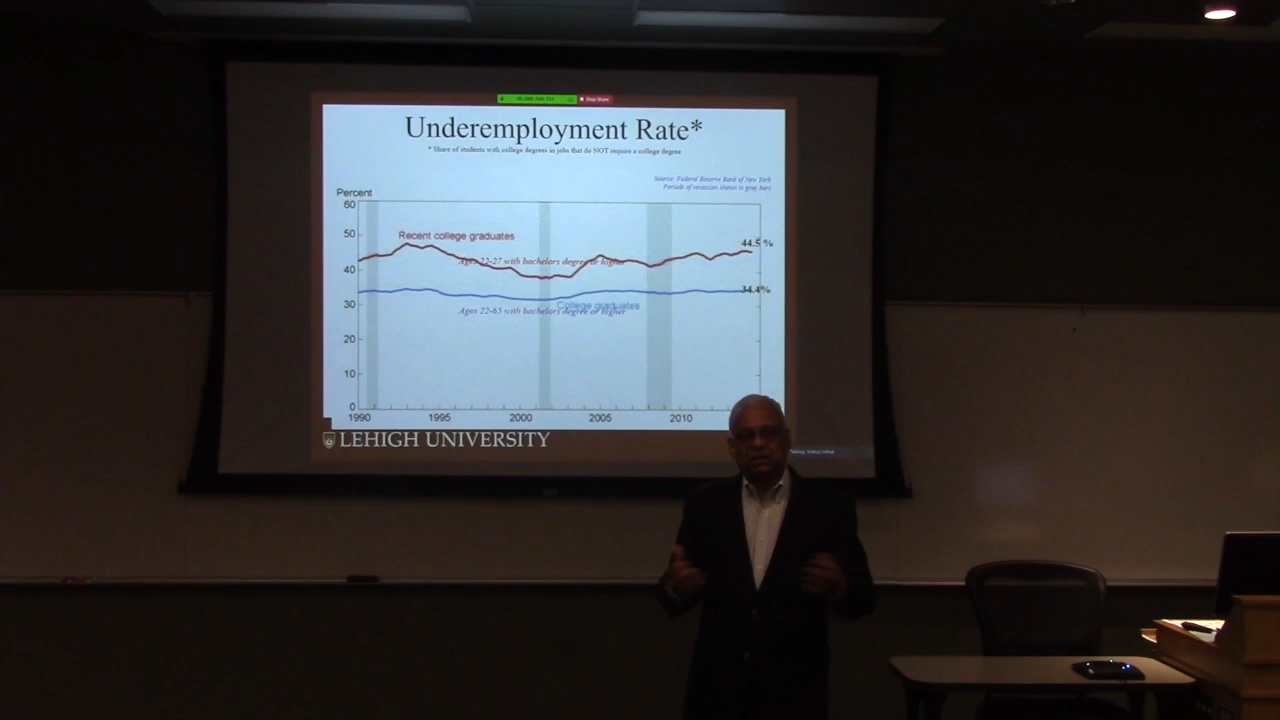 Stop Share
Underemployment Rate*
* Share of students with college degrees in jobs that do NOT require a college degree
Source: Federal Reserve Bank of New York
Periods of recession shown in gray bars
Percent
60
50
40
30
20
10
0
Recent college graduates
Ages 22-27 with bachelors degree or higher
44.5 %
34.4%
College graduates
Ages 22-65 with bachelors degree or higher
1990 1995 2000 2005 2010
LEHIGH UNIVERSITY